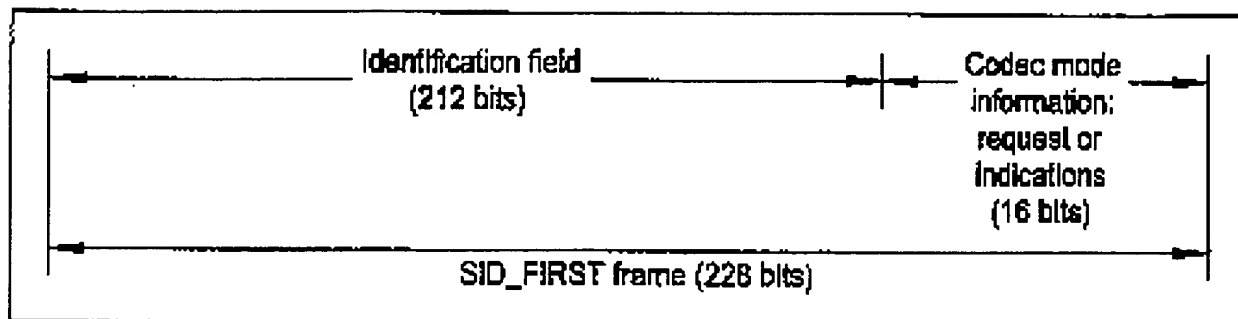 Identification field
(212 bits)
Codec mode
information:
request or
indications
(16 bits)
SID_FIRST frame (228 bits)